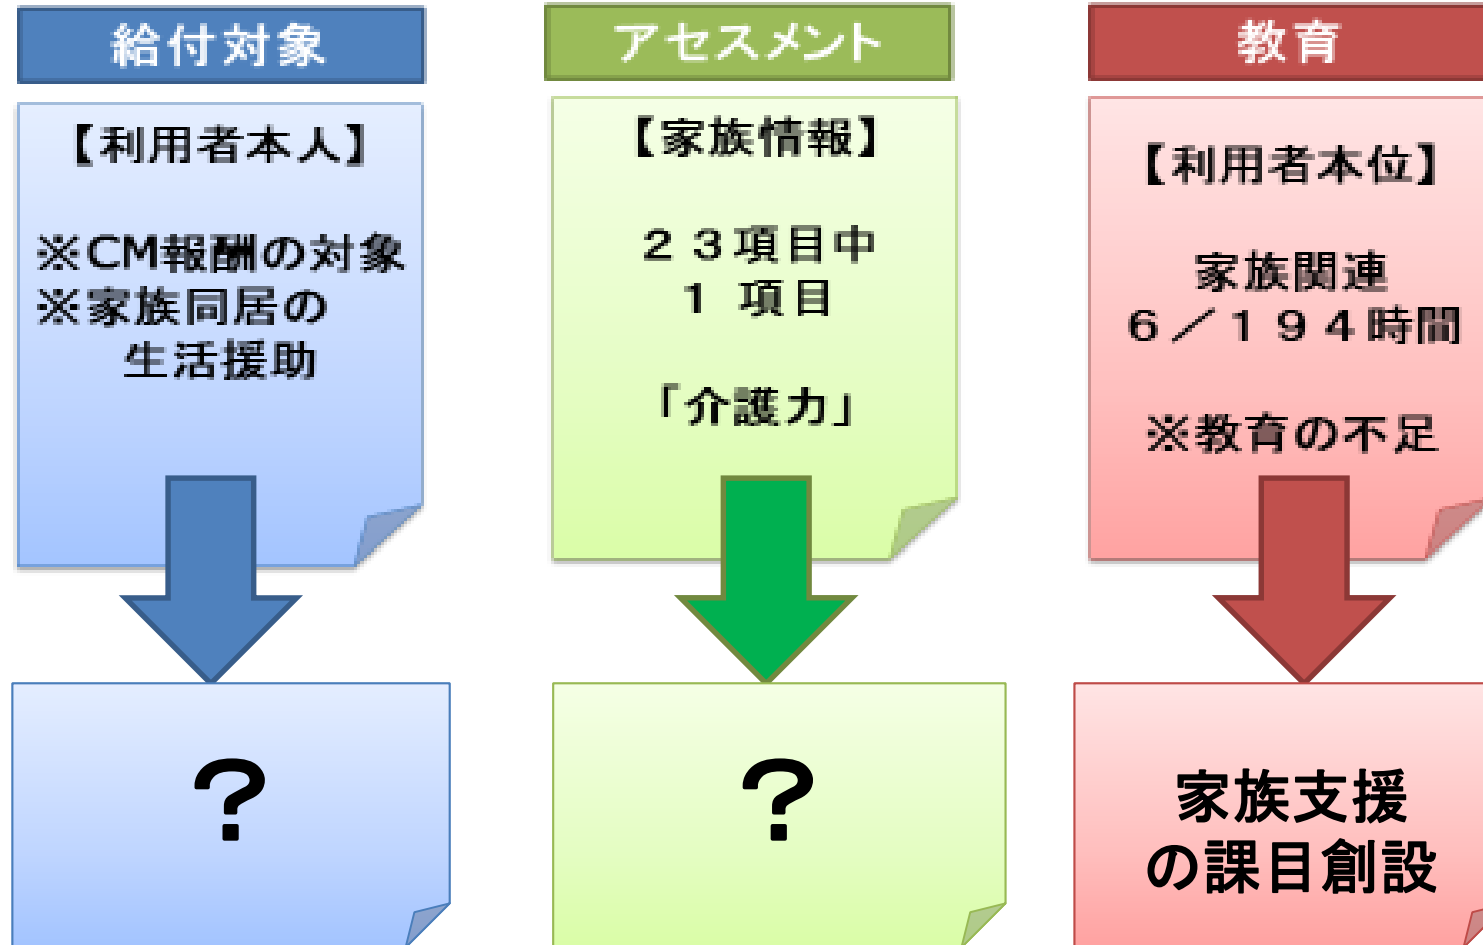 給付対象
【利用者本人】
※CM報酬の対象
※家族同居の
生活援助
?
アセスメント
【家族情報】
23項目中
1 項目
「介護力」
?
教育
【利用者本位】
家族関連
6/194時間
※教育の不足
家族支援
の課目創設